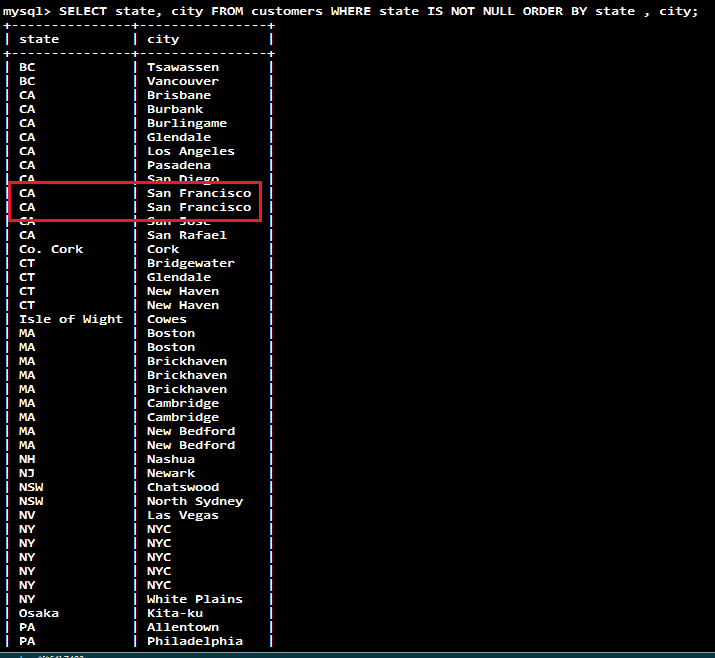 mysql> SELECT state, city FROM customers WHERE state IS NOT NULL ORDER BY state , city;
+---------------+----------------+
| state         | city           |
+---------------+----------------+
| BC            | Tsawassen      |
| BC            | Vancouver      |
| CA            | Brisbane       |
| CA            | Burbank        |
| CA            | Burlingame     |
| CA            | Glendale       |
| CA            | Los Angeles    |
| CA            | Pasadena       |
| CA            | San Diego      |
| CA            | San Francisco  |
| CA            | San Francisco  |
| CA            | San Jose       |
| CA            | San Rafael     |
| Co. Cork      | Cork           |
| CT            | Bridgewater    |
| CT            | Glendale       |
| CT            | New Haven      |
| CT            | New Haven      |
| Isle of Wight | Cowes          |
| MA            | Boston         |
| MA            | Boston         |
| MA            | Brickhaven     |
| MA            | Brickhaven     |
| MA            | Brickhaven     |
| MA            | Cambridge      |
| MA            | Cambridge      |
| MA            | New Bedford    |
| MA            | New Bedford    |
| NH            | Nashua         |
| NJ            | Newark         |
| NSW           | Chatswood      |
| NSW           | North Sydney   |
| NV            | Las Vegas      |
| NY            | NYC            |
| NY            | NYC            |
| NY            | NYC            |
| NY            | NYC            |
| NY            | NYC            |
| NY            | White Plains   |
| Osaka         | Kita-ku        |
| PA            | Allentown      |
| PA            | Philadelphia   |